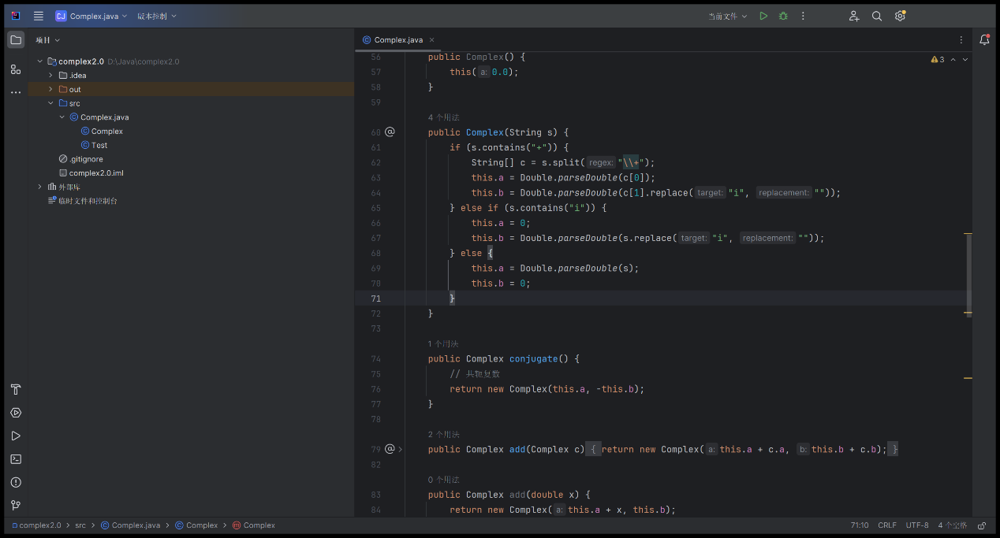 CJ Complex.java 版本控制 当前文件
项目
Complex.java
complex2.0 D:\Java\complex2.0
.idea
out
src
Complex.java
Complex
Test
.gitignore
complex2.0.iml
外部库
临时文件和控制台
3
56 public Complex() {
57 this( a: 0.0);
58 }
59
4 个用法
60 @ public Complex(String s) {
61 if (s.contains("+")) {
62 String[] c = s.split( regex: "\\+");
63 this.a = Double.parseDouble(c[0]);
64 this.b = Double.parseDouble(c[1].replace( target: "i", replacement: ""));
65 } else if (s.contains("i")) {
66 this.a = 0;
67 this.b = Double.parseDouble(s.replace( target: "i", replacement: ""));
68 } else {
69 this.a = Double.parseDouble(s);
70 this.b = 0;
71 }
72 }
73
1 个用法
74 public Complex conjugate() {
75 // 共轭复数
76 return new Complex(this.a, -this.b);
77 }
78
2 个用法
79 @ public Complex add(Complex c) { return new Complex( a: this.a + c.a, b: this.b + c.b); }
82
0 个用法
83 public Complex add(double x) {
84 return new Complex( a: this.a + x, this.b);
complex2.0 > src > Complex.java > Complex > Complex 71:10 CRLF UTF-8 4 个空格